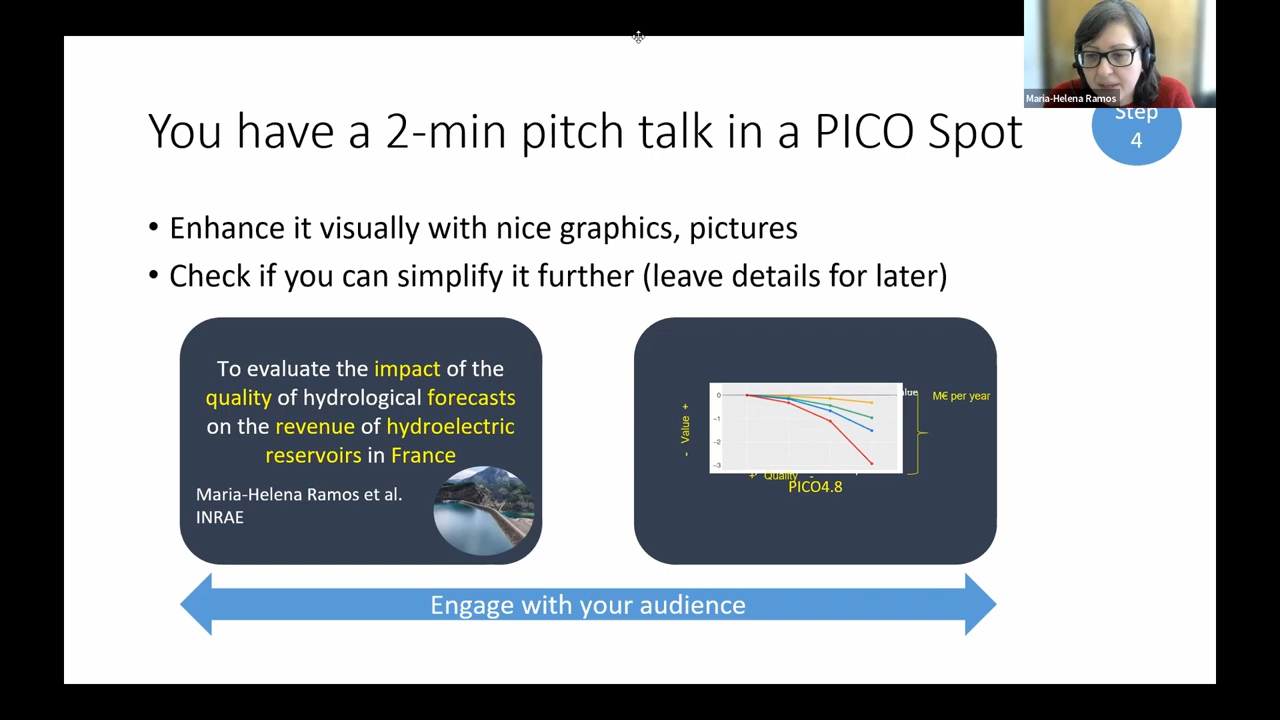 Maria-Helena Ramos
Step
4
You have a 2-min pitch talk in a PICO Spot
• Enhance it visually with nice graphics, pictures
• Check if you can simplify it further (leave details for later)
To evaluate the impact of the
quality of hydrological forecasts
on the revenue of hydroelectric
reservoirs in France
Maria-Helena Ramos et al.
INRAE
- Value +
0
-1
-2
-3
M€ per year
+ Quality -
PICO4.8
Engage with your audience